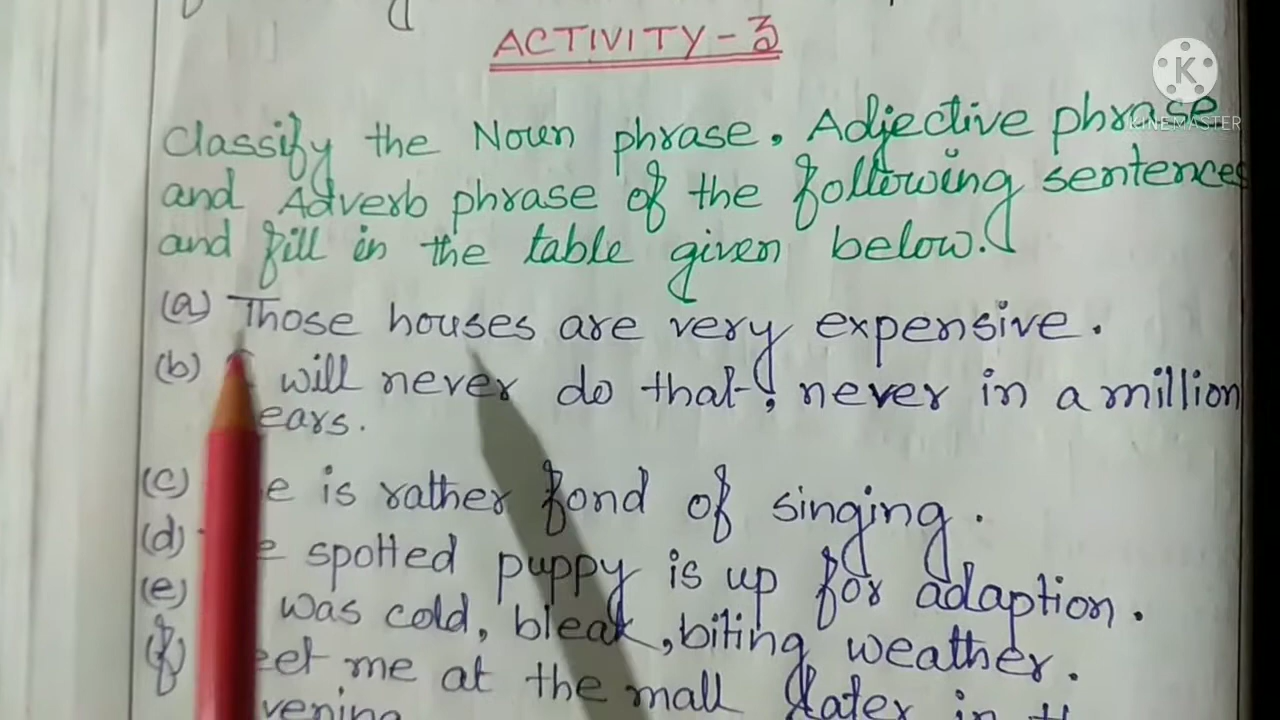 ACTIVITY-3
Classify the Noun phrase, Adjective phrase
KINEMASTER
and Adverb phrase of the following sentences
and fill in the table given below.
(a) Those houses are very expensive.
(b) will never do that, never in a million
ears.
(c) e is rather fond of singing.
(d) e spotted puppy is up for adaption.
(e) was cold, bleak, biting weather.
(f) eet me at the mall later in th
vening